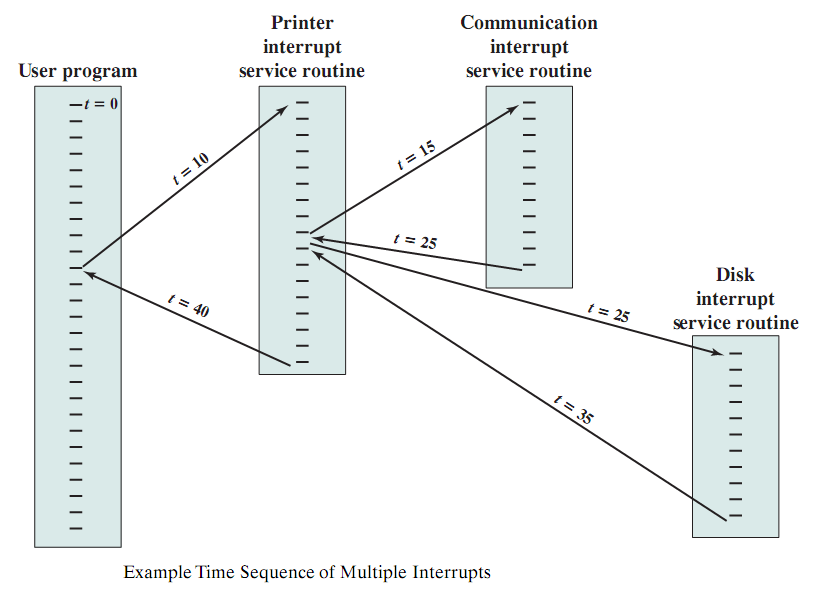 User program
t = 0
Printer
interrupt
service routine
Communication
interrupt
service routine
Disk
interrupt
service routine
t = 10
t = 15
t = 25
t = 25
t = 40
t = 35
Example Time Sequence of Multiple Interrupts